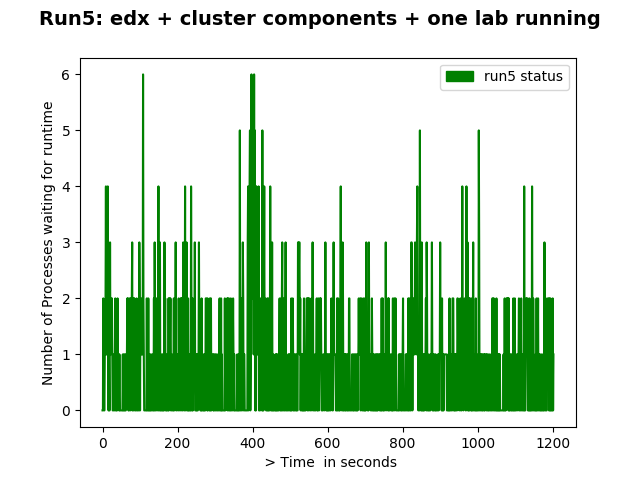 Run5: edx + cluster components + one lab running
run5 status
Number of Processes waiting for runtime
6
5
4
3
2
1
0
0 200 400 600 800 1000 1200
> Time  in seconds